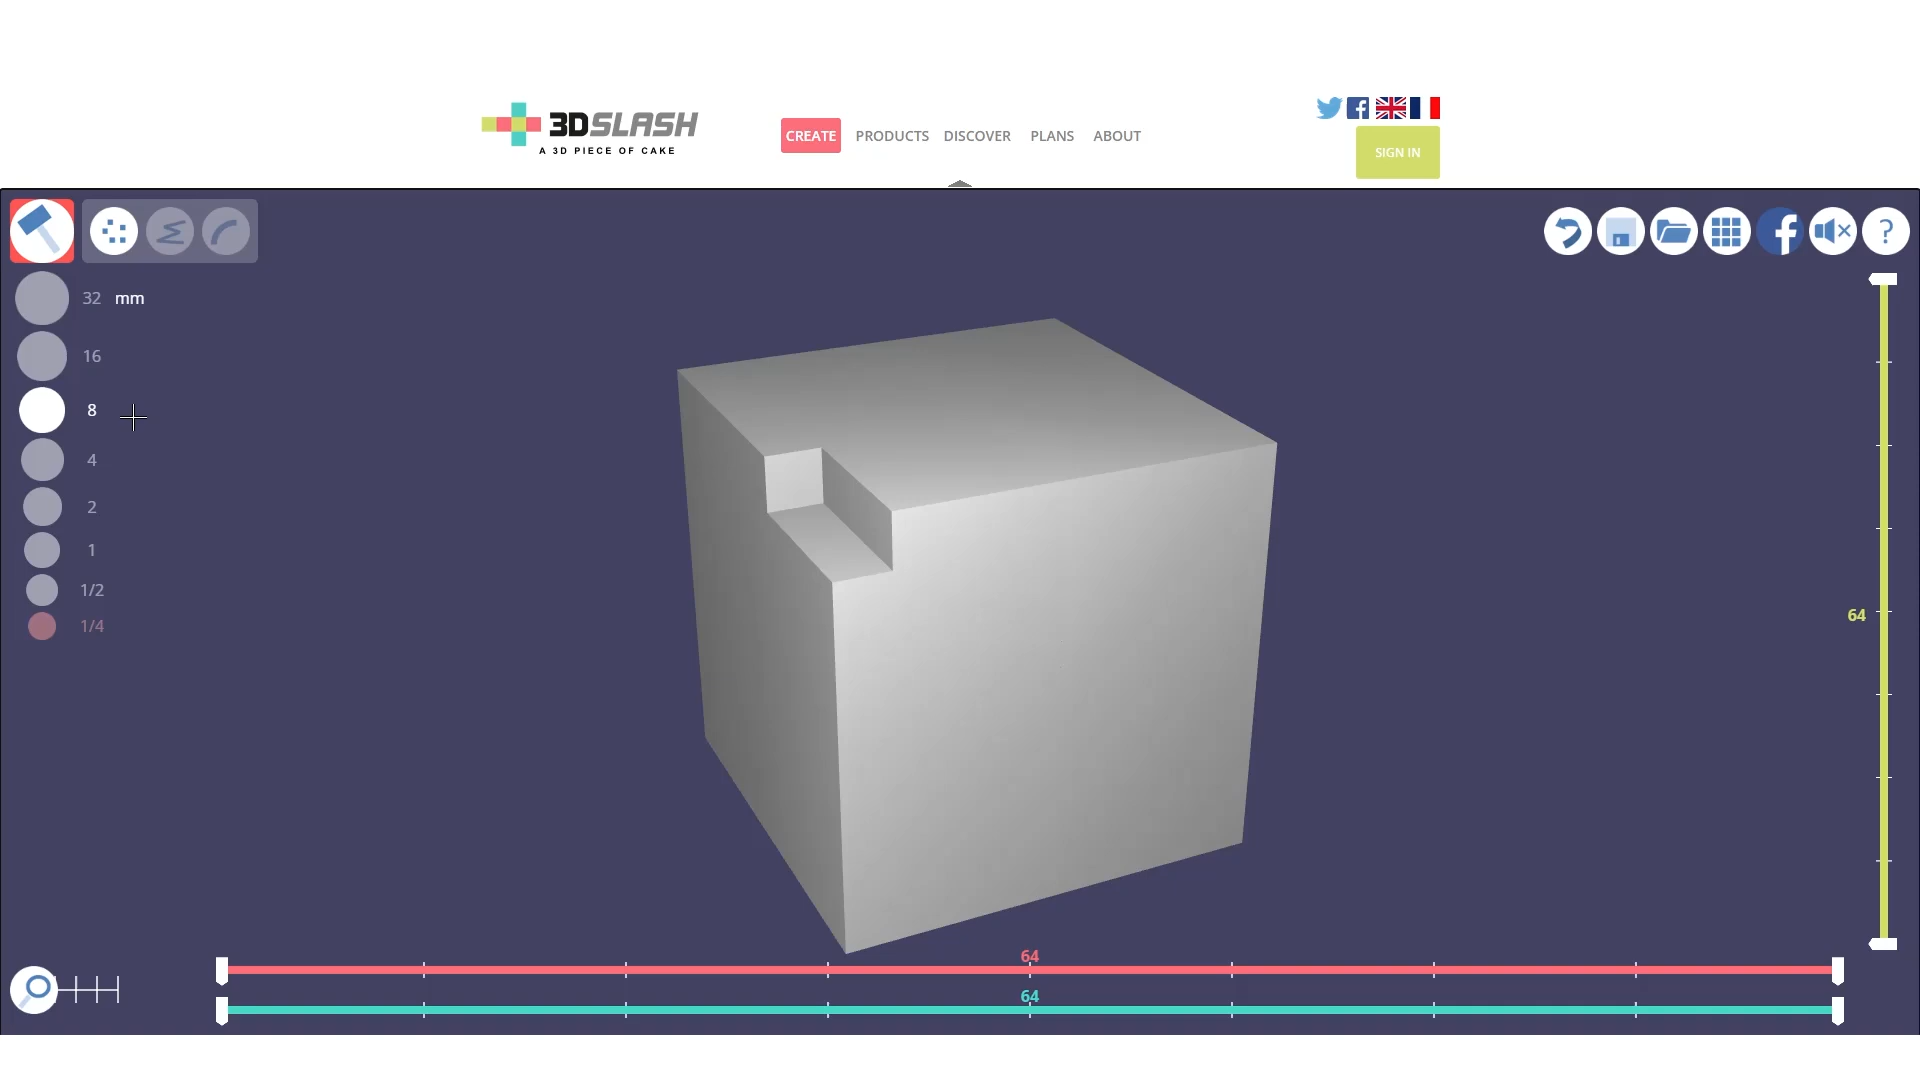 3DSLASH
A 3D PIECE OF CAKE
CREATE PRODUCTS DISCOVER PLANS ABOUT
SIGN IN
?
32 mm
16
8
4
2
1
1/2
1/4
64
64
64